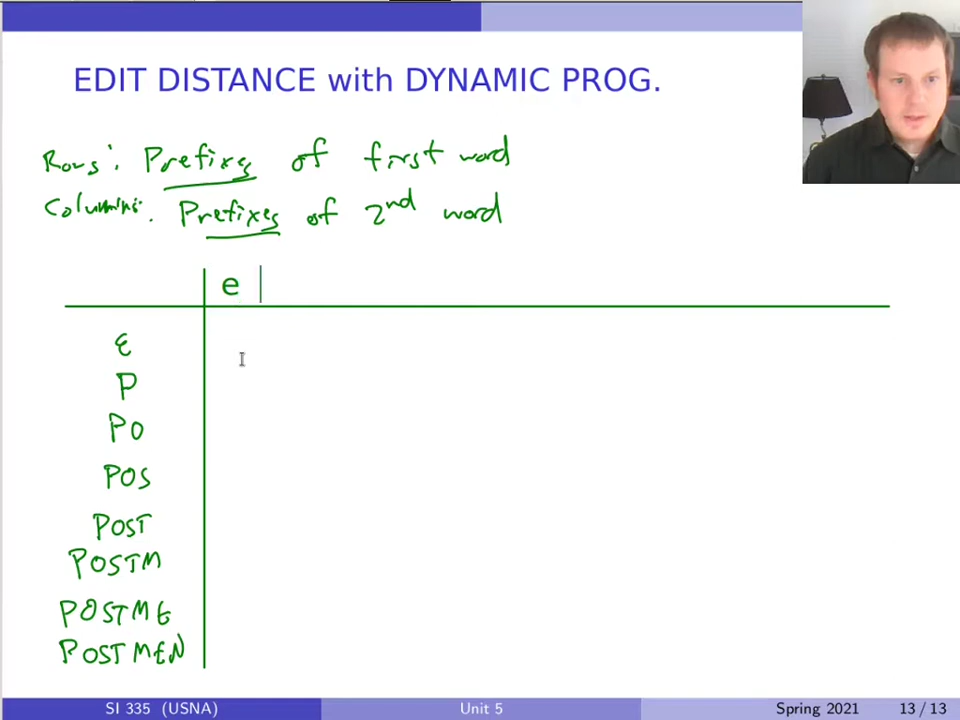 EDIT DISTANCE with DYNAMIC PROG.
Rows: Prefixes of first word
Columns: Prefixes of 2nd word
e
ε
P
PO
POS
POST
POSTM
POSTME
POSTMEN
SI 335 (USNA) Unit 5 Spring 2021 13 / 13